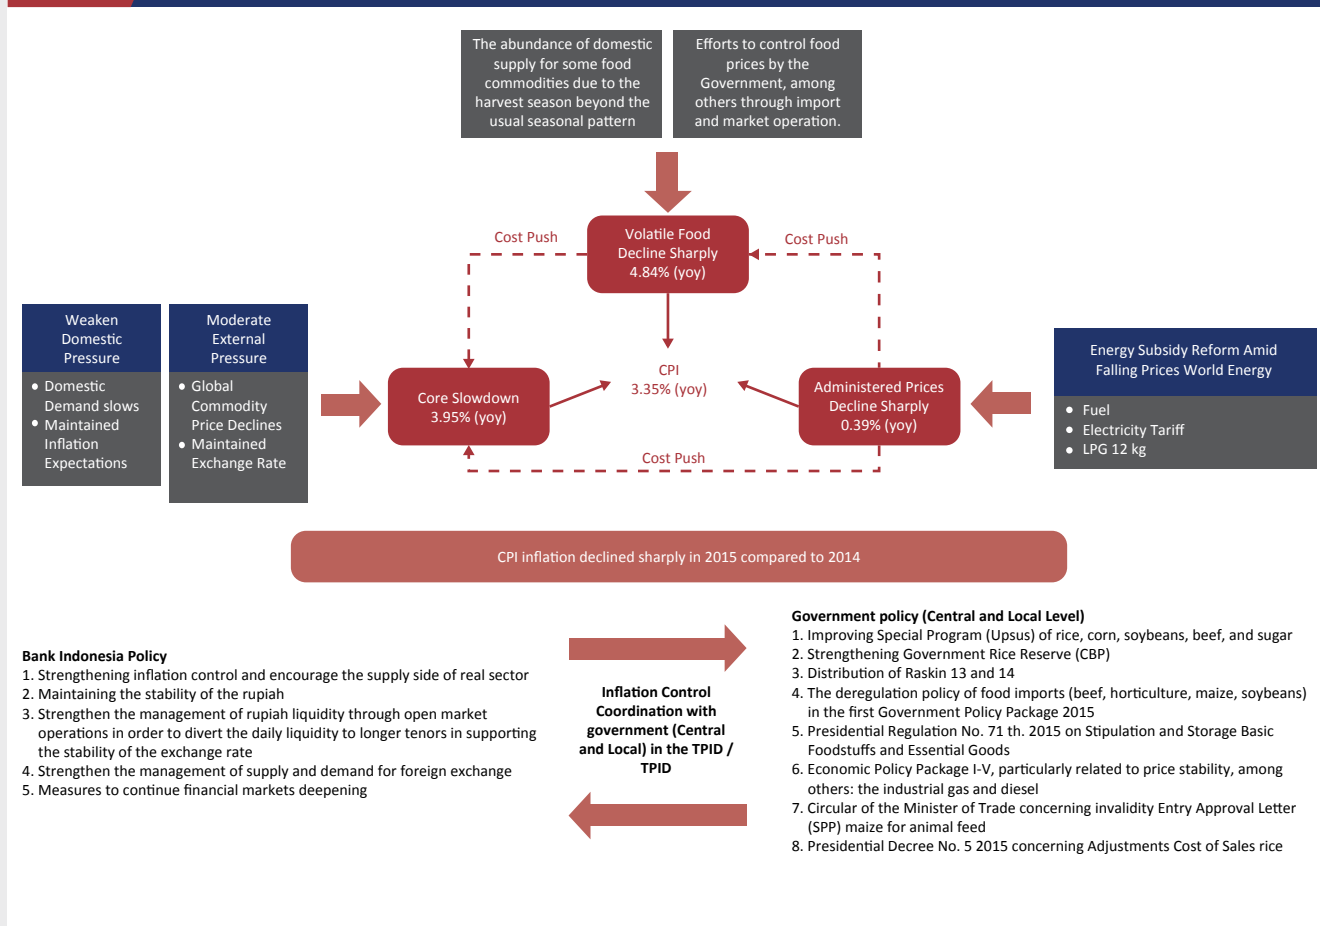 The abundance of domestic
supply for some food
commodities due to the
harvest season beyond the
usual seasonal pattern
Efforts to control food
prices by the
Government, among
others through import
and market operation.
Cost Push
Volatile Food
Decline Sharply
4.84% (yoy)
Cost Push
Weaken
Domestic
Pressure
• Domestic
Demand slows
• Maintained
Inflation
Expectations
Moderate
External
Pressure
• Global
Commodity
Price Declines
• Maintained
Exchange Rate
Core Slowdown
3.95% (yoy)
CPI
3.35% (yoy)
Administered Prices
Decline Sharply
0.39% (yoy)
Cost Push
Energy Subsidy Reform Amid
Falling Prices World Energy
• Fuel
• Electricity Tariff
• LPG 12 kg
CPI inflation declined sharply in 2015 compared to 2014
Bank Indonesia Policy
1. Strengthening inflation control and encourage the supply side of real sector
2. Maintaining the stability of the rupiah
3. Strengthen the management of rupiah liquidity through open market
operations in order to divert the daily liquidity to longer tenors in supporting
the stability of the exchange rate
4. Strengthen the management of supply and demand for foreign exchange
5. Measures to continue financial markets deepening
Inflation Control
Coordination with
government (Central
and Local) in the TPID /
TPID
Government policy (Central and Local Level)
1. Improving Special Program (Upsus) of rice, corn, soybeans, beef, and sugar
2. Strengthening Government Rice Reserve (CBP)
3. Distribution of Raskin 13 and 14
4. The deregulation policy of food imports (beef, horticulture, maize, soybeans)
in the first Government Policy Package 2015
5. Presidential Regulation No. 71 th. 2015 on Stipulation and Storage Basic
Foodstuffs and Essential Goods
6. Economic Policy Package I-V, particularly related to price stability, among
others: the industrial gas and diesel
7. Circular of the Minister of Trade concerning invalidity Entry Approval Letter
(SPP) maize for animal feed
8. Presidential Decree No. 5 2015 concerning Adjustments Cost of Sales rice